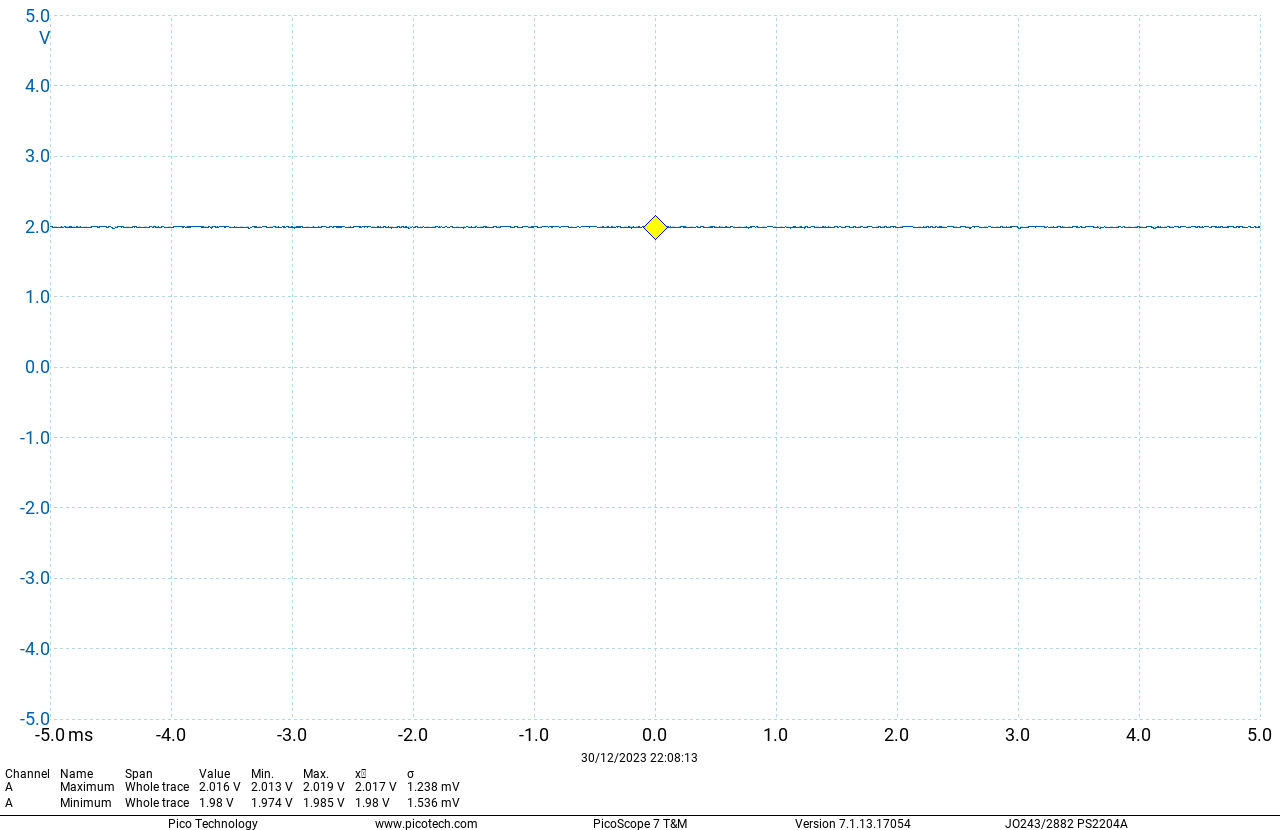 5.0
V
4.0
3.0
2.0
1.0
0.0
-1.0
-2.0
-3.0
-4.0
-5.0
-5.0 ms -4.0 -3.0 -2.0 -1.0 0.0 1.0 2.0 3.0 4.0 5.0
30/12/2023 22:08:13
Channel Name Span Value Min. Max. x σ
A Maximum Whole trace 2.016 V 2.013 V 2.019 V 2.017 V 1.238 mV
A Minimum Whole trace 1.98 V 1.974 V 1.985 V 1.98 V 1.536 mV
Pico Technology www.picotech.com PicoScope 7 T&M Version 7.1.13.17054 JO243/2882 PS2204A